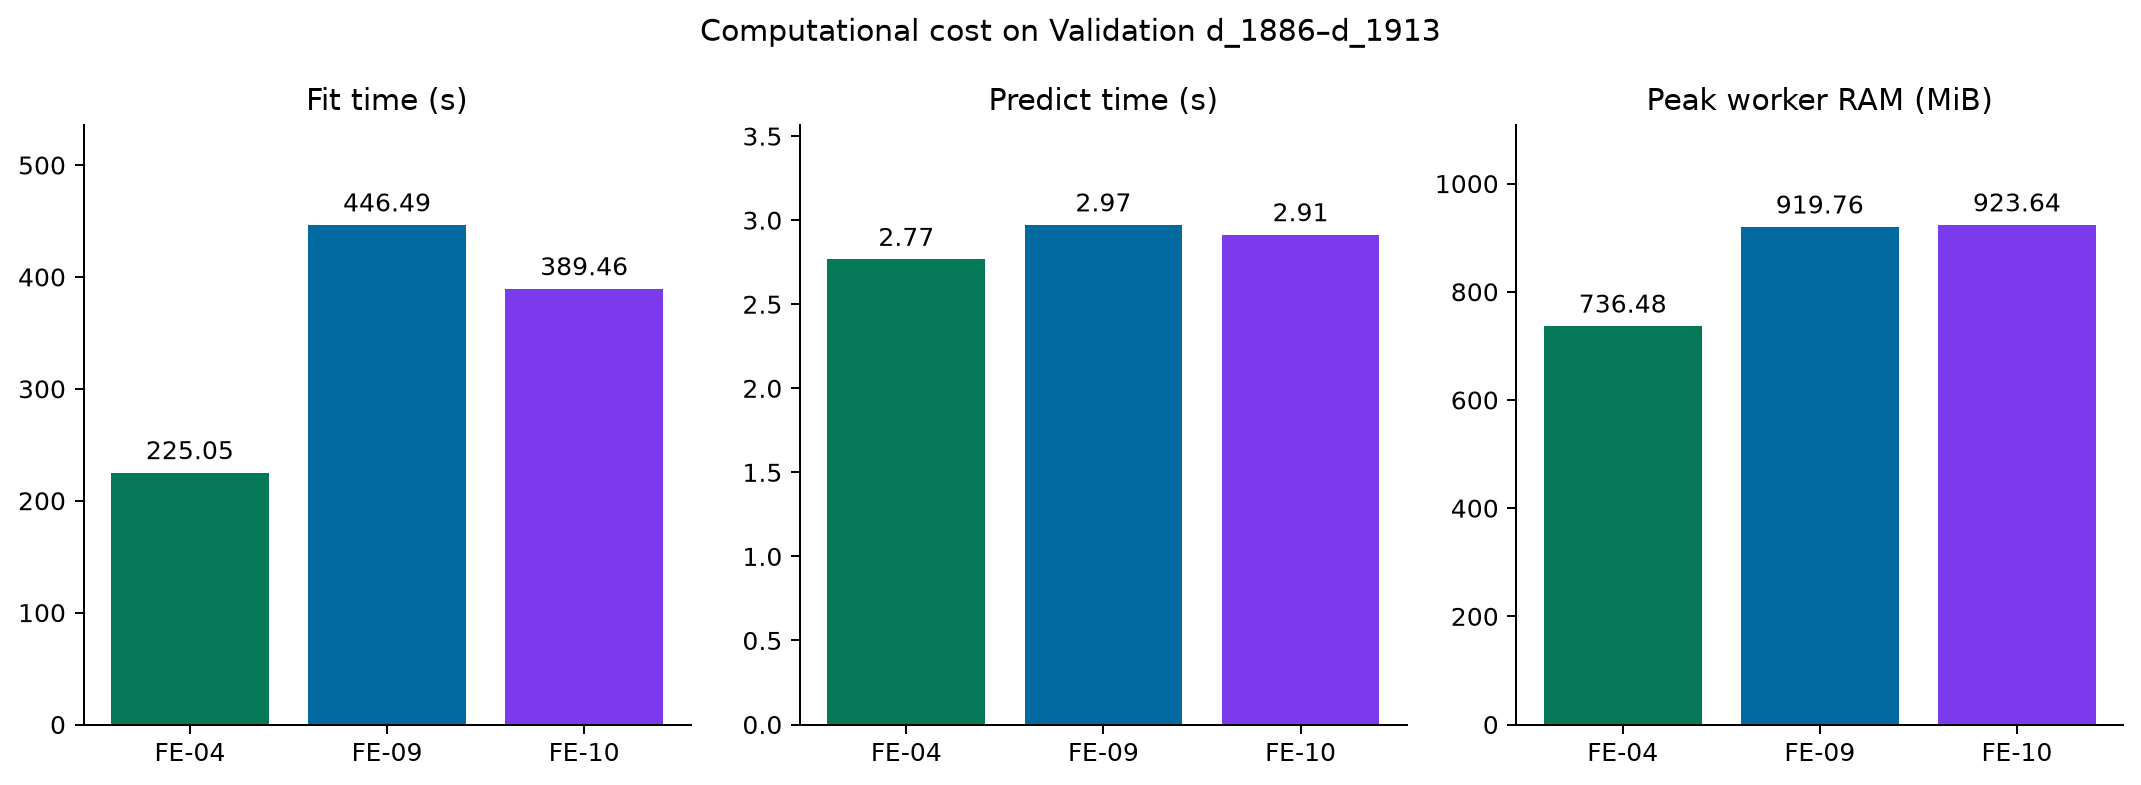 Computational cost on Validation d_1886–d_1913
Fit time (s)
500
400
300
200
100
0
225.05
446.49
389.46
FE-04
FE-09
FE-10
Predict time (s)
3.5
3.0
2.5
2.0
1.5
1.0
0.5
0.0
2.77
2.97
2.91
FE-04
FE-09
FE-10
Peak worker RAM (MiB)
1000
800
600
400
200
0
736.48
919.76
923.64
FE-04
FE-09
FE-10